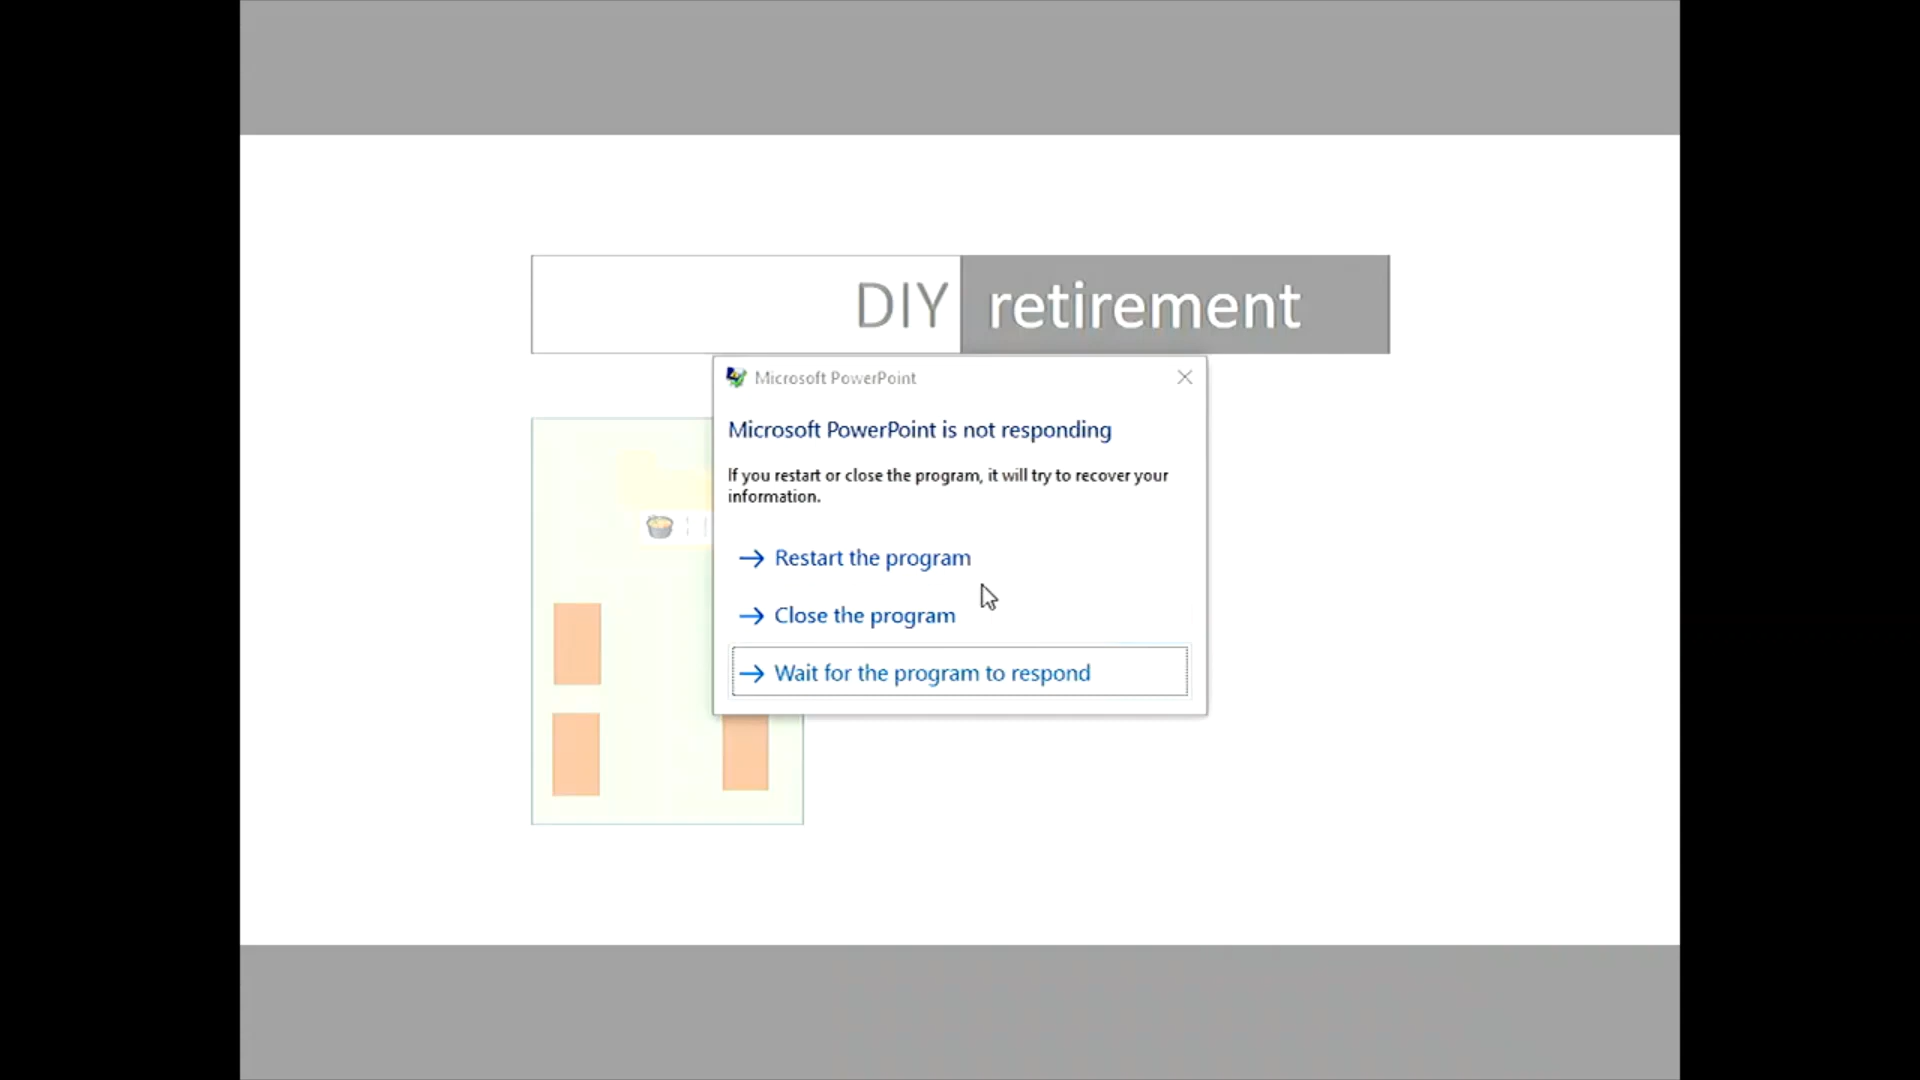 DIY retirement
Microsoft PowerPoint
Microsoft PowerPoint is not responding
If you restart or close the program, it will try to recover your
information.
Restart the program
Close the program
Wait for the program to respond